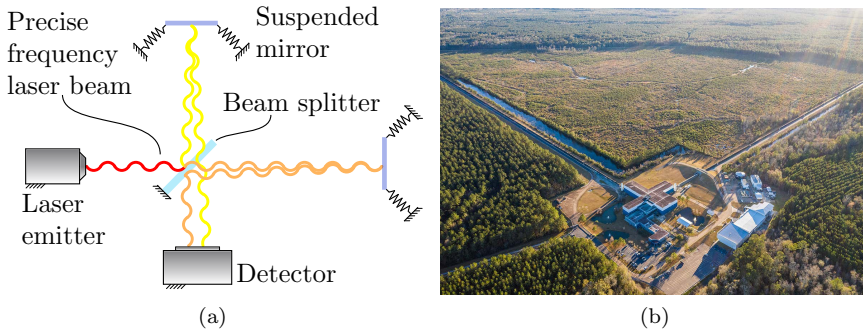 Precise
frequency
laser beam
Suspended
mirror
Beam splitter
Laser
emitter
Detector
(a)
(b)